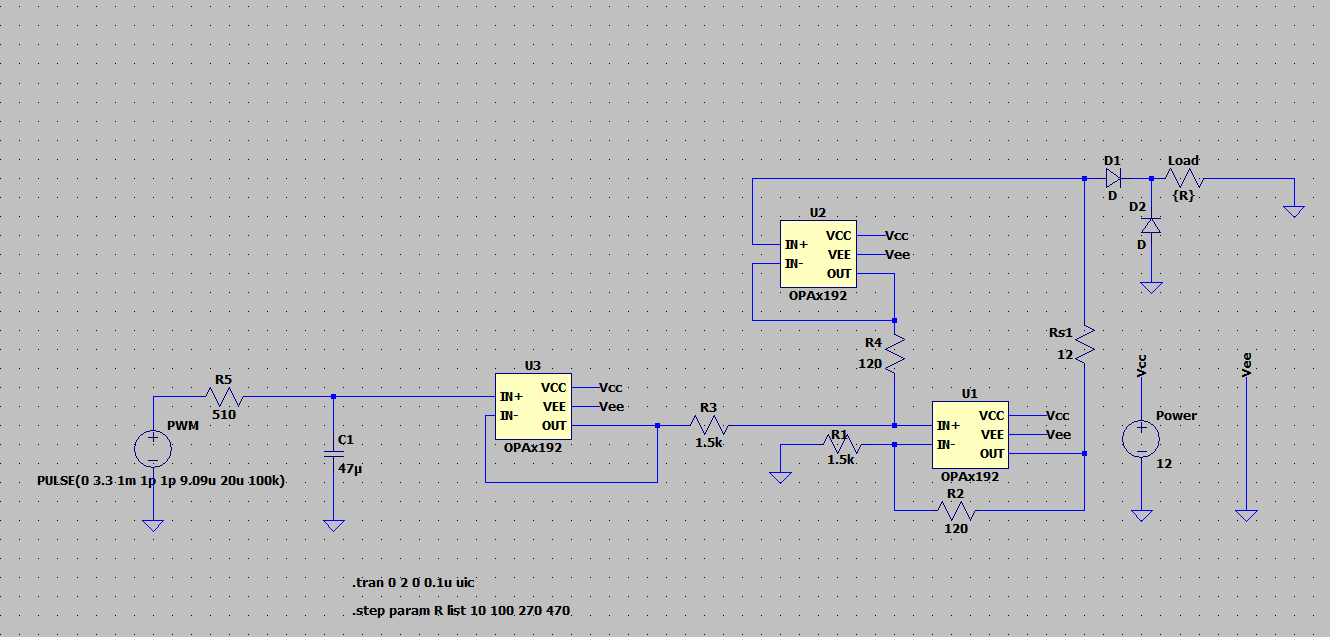 D1
Load
D
{R}
D2
D
U2
VCC
Vcc
IN+
VEE
Vee
IN-
OUT
OPAx192
Rs1
12
R4
120
Vcc
Vee
U3
VCC
Vcc
IN+
VEE
Vee
IN-
OUT
OPAx192
R5
510
R3
1.5k
U1
VCC
Vcc
IN+
VEE
Vee
IN-
OUT
OPAx192
R1
1.5k
R2
120
PWM
PULSE(0 3.3 1m 1p 1p 9.09u 20u 100k)
C1
47µ
Power
12
.tran 0 2 0 0.1u uic
.step param R list 10 100 270 470